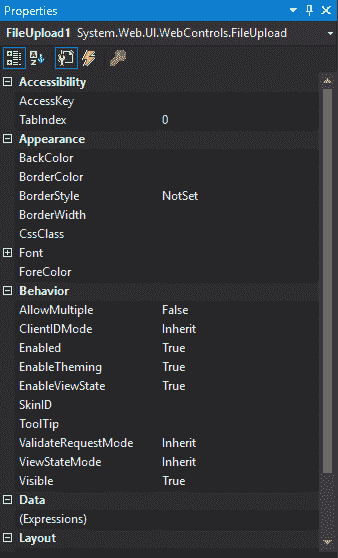 Properties
FileUpload1 System.Web.UI.WebControls.FileUpload
Accessibility
AccessKey
TabIndex 0
Appearance
BackColor
BorderColor
BorderStyle NotSet
BorderWidth
CssClass
Font
ForeColor
Behavior
AllowMultiple False
ClientIDMode Inherit
Enabled True
EnableTheming True
EnableViewState True
SkinID
ToolTip
ValidateRequestMode Inherit
ViewStateMode Inherit
Visible True
Data
(Expressions)
Layout